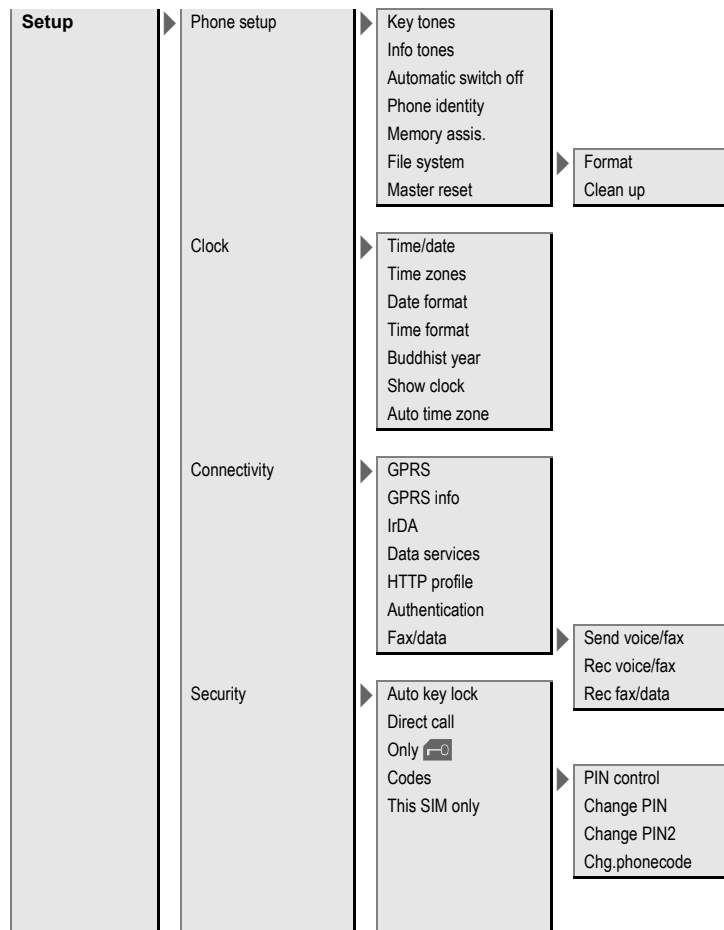 Setup
Phone setup
Key tones
Info tones
Automatic switch off
Phone identity
Memory assis.
File system
Master reset
Format
Clean up
Clock
Time/date
Time zones
Date format
Time format
Buddhist year
Show clock
Auto time zone
Connectivity
GPRS
GPRS info
IrDA
Data services
HTTP profile
Authentication
Fax/data
Send voice/fax
Rec voice/fax
Rec fax/data
Security
Auto key lock
Direct call
Only
Codes
This SIM only
PIN control
Change PIN
Change PIN2
Chg.phonecode